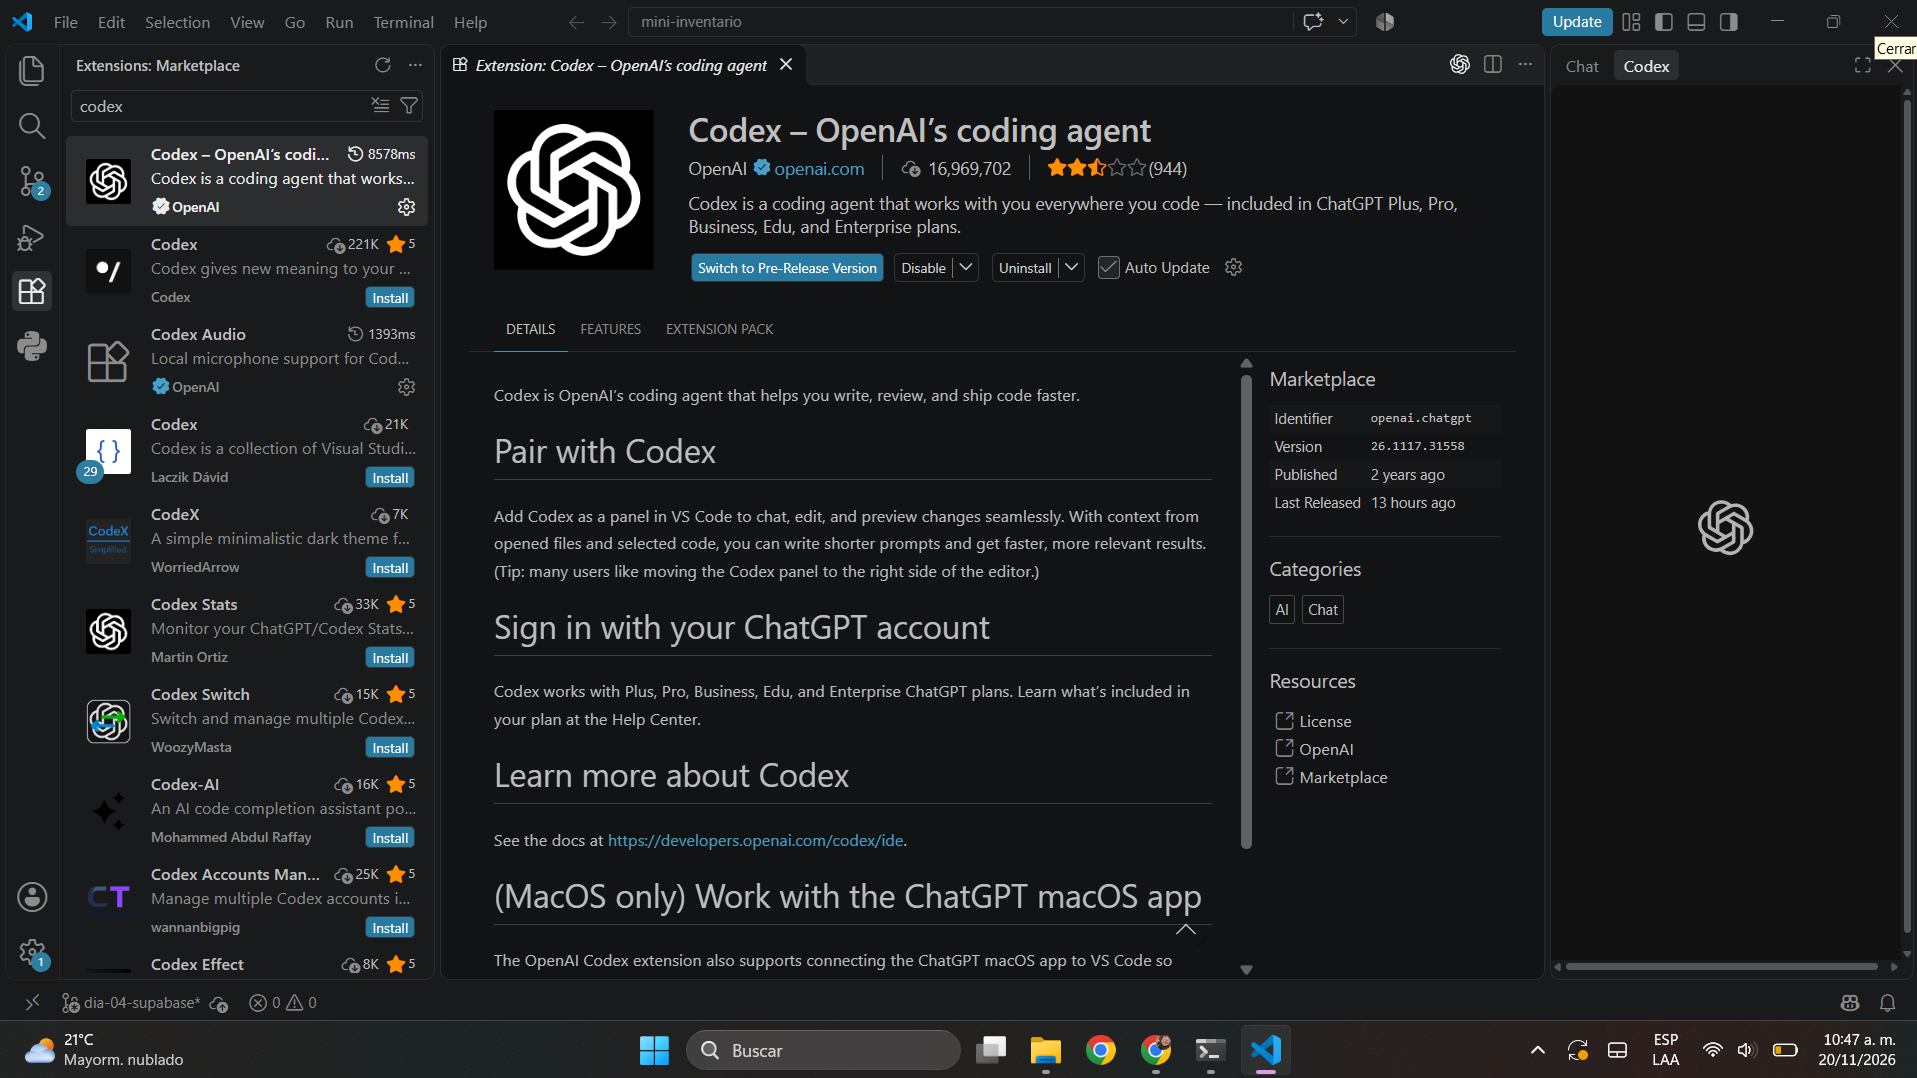 File Edit Selection View Go Run Terminal Help
mini-inventario
Update
Cerrar
Extensions: Marketplace
codex
Codex – OpenAI’s codi... 8578ms
Codex is a coding agent that works...
OpenAI
Codex 221K 5
Codex gives new meaning to your ...
Codex Install
Codex Audio 1393ms
Local microphone support for Cod...
OpenAI
Codex 21K
Codex is a collection of Visual Studi...
Laczik Dávid Install
CodeX 7K
A simple minimalistic dark theme f...
WorriedArrow Install
Codex Stats 33K 5
Monitor your ChatGPT/Codex Stats...
Martin Ortiz Install
Codex Switch 15K 5
Switch and manage multiple Codex...
WoozyMasta Install
Codex-AI 16K 5
An AI code completion assistant po...
Mohammed Abdul Raffay Install
Codex Accounts Man... 25K 5
Manage multiple Codex accounts i...
wannanbigpig Install
Codex Effect 8K 5
2
29
{ }
CodeX
Simplified
CT
1
Extension: Codex – OpenAI’s coding agent
Codex – OpenAI’s coding agent
OpenAI openai.com 16,969,702 (944)
Codex is a coding agent that works with you everywhere you code — included in ChatGPT Plus, Pro,
Business, Edu, and Enterprise plans.
Switch to Pre-Release Version Disable Uninstall Auto Update
DETAILS FEATURES EXTENSION PACK
Codex is OpenAI’s coding agent that helps you write, review, and ship code faster.
Pair with Codex
Add Codex as a panel in VS Code to chat, edit, and preview changes seamlessly. With context from
opened files and selected code, you can write shorter prompts and get faster, more relevant results.
(Tip: many users like moving the Codex panel to the right side of the editor.)
Sign in with your ChatGPT account
Codex works with Plus, Pro, Business, Edu, and Enterprise ChatGPT plans. Learn what’s included in
your plan at the Help Center.
Learn more about Codex
See the docs at https://developers.openai.com/codex/ide.
(MacOS only) Work with the ChatGPT macOS app
The OpenAI Codex extension also supports connecting the ChatGPT macOS app to VS Code so
Marketplace
Identifier openai.chatgpt
Version 26.1117.31558
Published 2 years ago
Last Released 13 hours ago
Categories
AI Chat
Resources
License
OpenAI
Marketplace
Chat Codex
dia-04-supabase* 0 0
21°C
Mayorm. nublado
Buscar
ESP
LAA
10:47 a. m.
20/11/2026